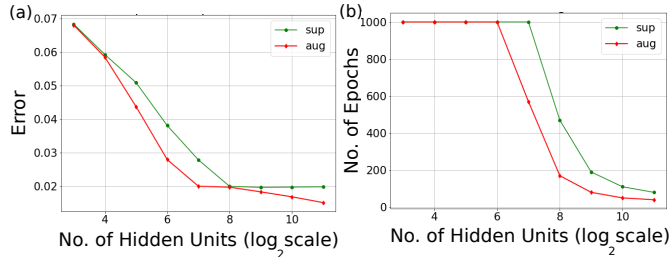 (a)
0.07
0.06
0.05
0.04
0.03
0.02
Error
sup
aug
4 6 8 10
No. of Hidden Units (log₂ scale)
(b)
1000
800
600
400
200
0
No. of Epochs
sup
aug
4 6 8 10
No. of Hidden Units (log₂ scale)